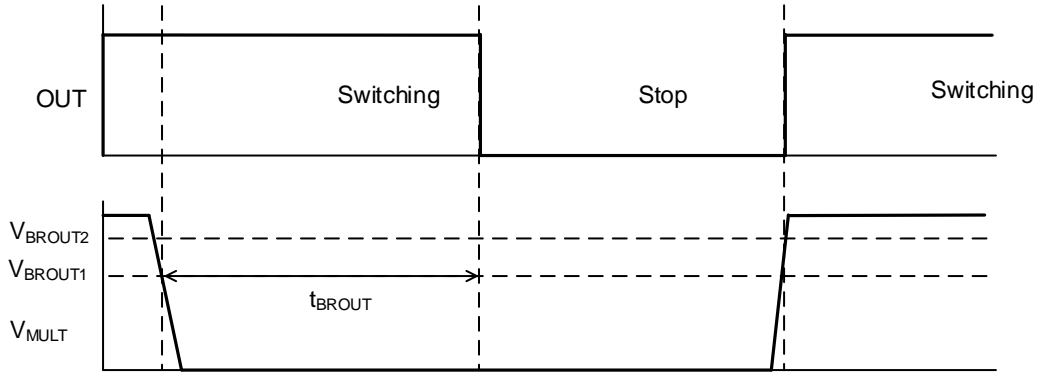 OUT
Switching
Stop
Switching
VBROUT2
VBROUT1
tBROUT
VMULT